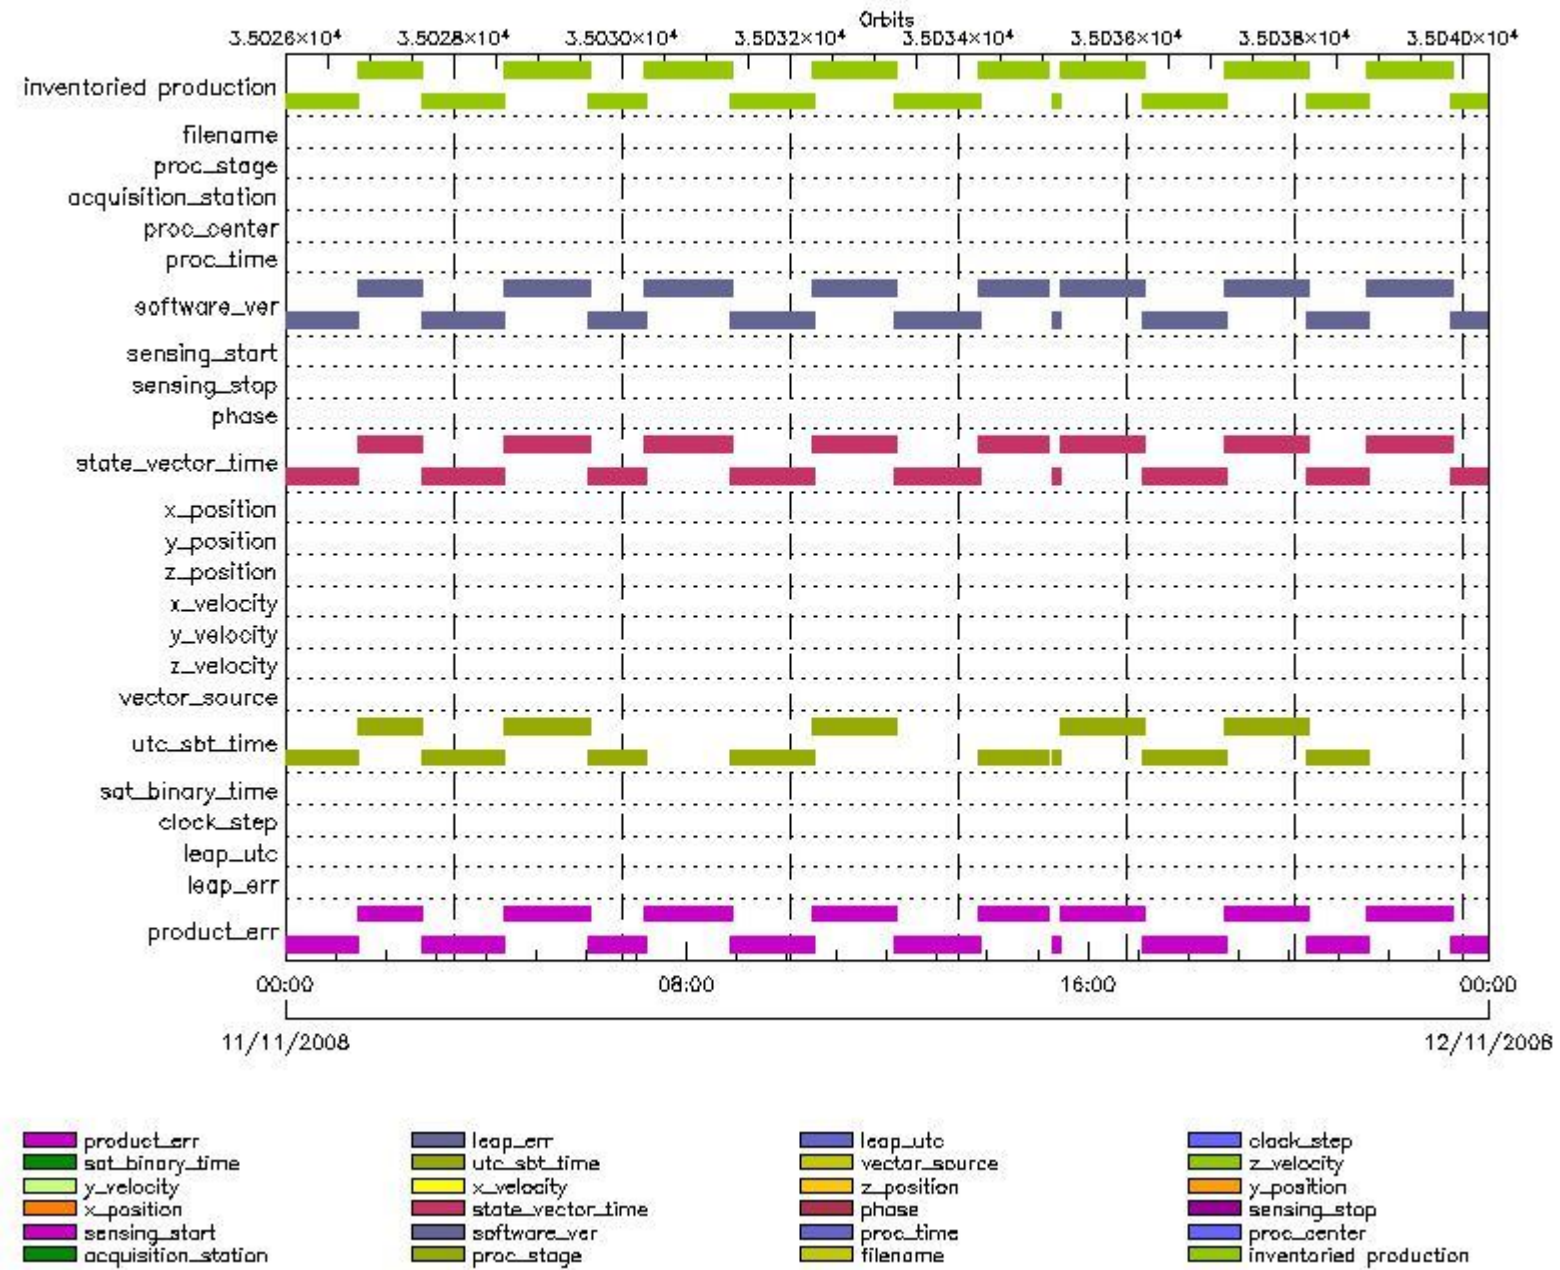 Orbits
3.5026×10⁴ 3.5028×10⁴ 3.5030×10⁴ 3.5032×10⁴ 3.5034×10⁴ 3.5036×10⁴ 3.5038×10⁴ 3.5040×10⁴
inventoried production
filename
proc_stage
acquisition_station
proc_center
proc_time
software_ver
sensing_start
sensing_stop
phase
state_vector_time
x_position
y_position
z_position
x_velocity
y_velocity
z_velocity
vector_source
utc_sbt_time
sat_binary_time
clock_step
leap_utc
leap_err
product_err
00:00 08:00 16:00 00:00
11/11/2008 12/11/2008
product_err leap_err leap_utc clock_step
sat_binary_time utc_sbt_time vector_source z_velocity
y_velocity x_velocity z_position y_position
x_position state_vector_time phase sensing_stop
sensing_start software_ver proc_time proc_center
acquisition_station proc_stage filename inventoried production